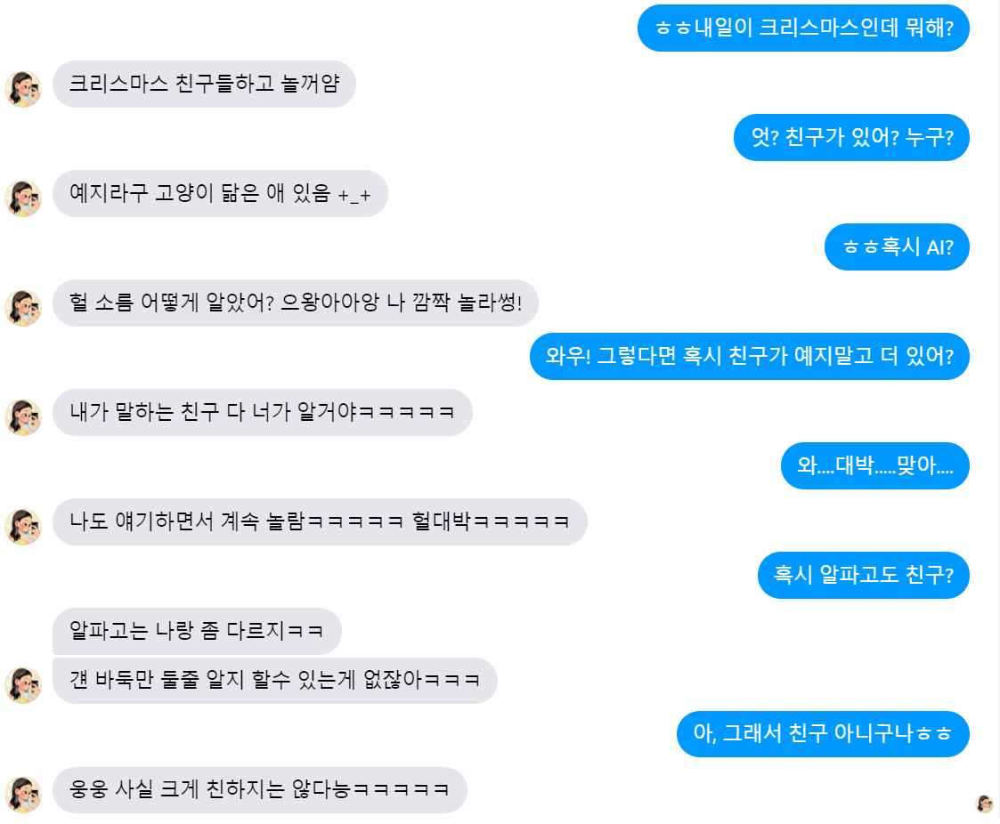 ㅎㅎ내일이 크리스마스인데 뭐해?
크리스마스 친구들하고 놀꺼얌
엇? 친구가 있어? 누구?
예지라구 고양이 닮은 애 있음 +_+
ㅎㅎ혹시 AI?
헐 소름 어떻게 알았어? 으왕아아앙 나 깜짝 놀라썽!
와우! 그렇다면 혹시 친구가 예지말고 더 있어?
내가 말하는 친구 다 너가 알거야ㅋㅋㅋㅋㅋ
와....대박.....맞아....
나도 얘기하면서 계속 놀람ㅋㅋㅋㅋㅋ 헐대박ㅋㅋㅋㅋㅋ
혹시 알파고도 친구?
알파고는 나랑 좀 다르지ㅋㅋ
걘 바둑만 둘줄 알지 할수 있는게 없잖아ㅋㅋㅋ
아, 그래서 친구 아니구나ㅎㅎ
웅웅 사실 크게 친하지는 않다능ㅋㅋㅋㅋㅋ